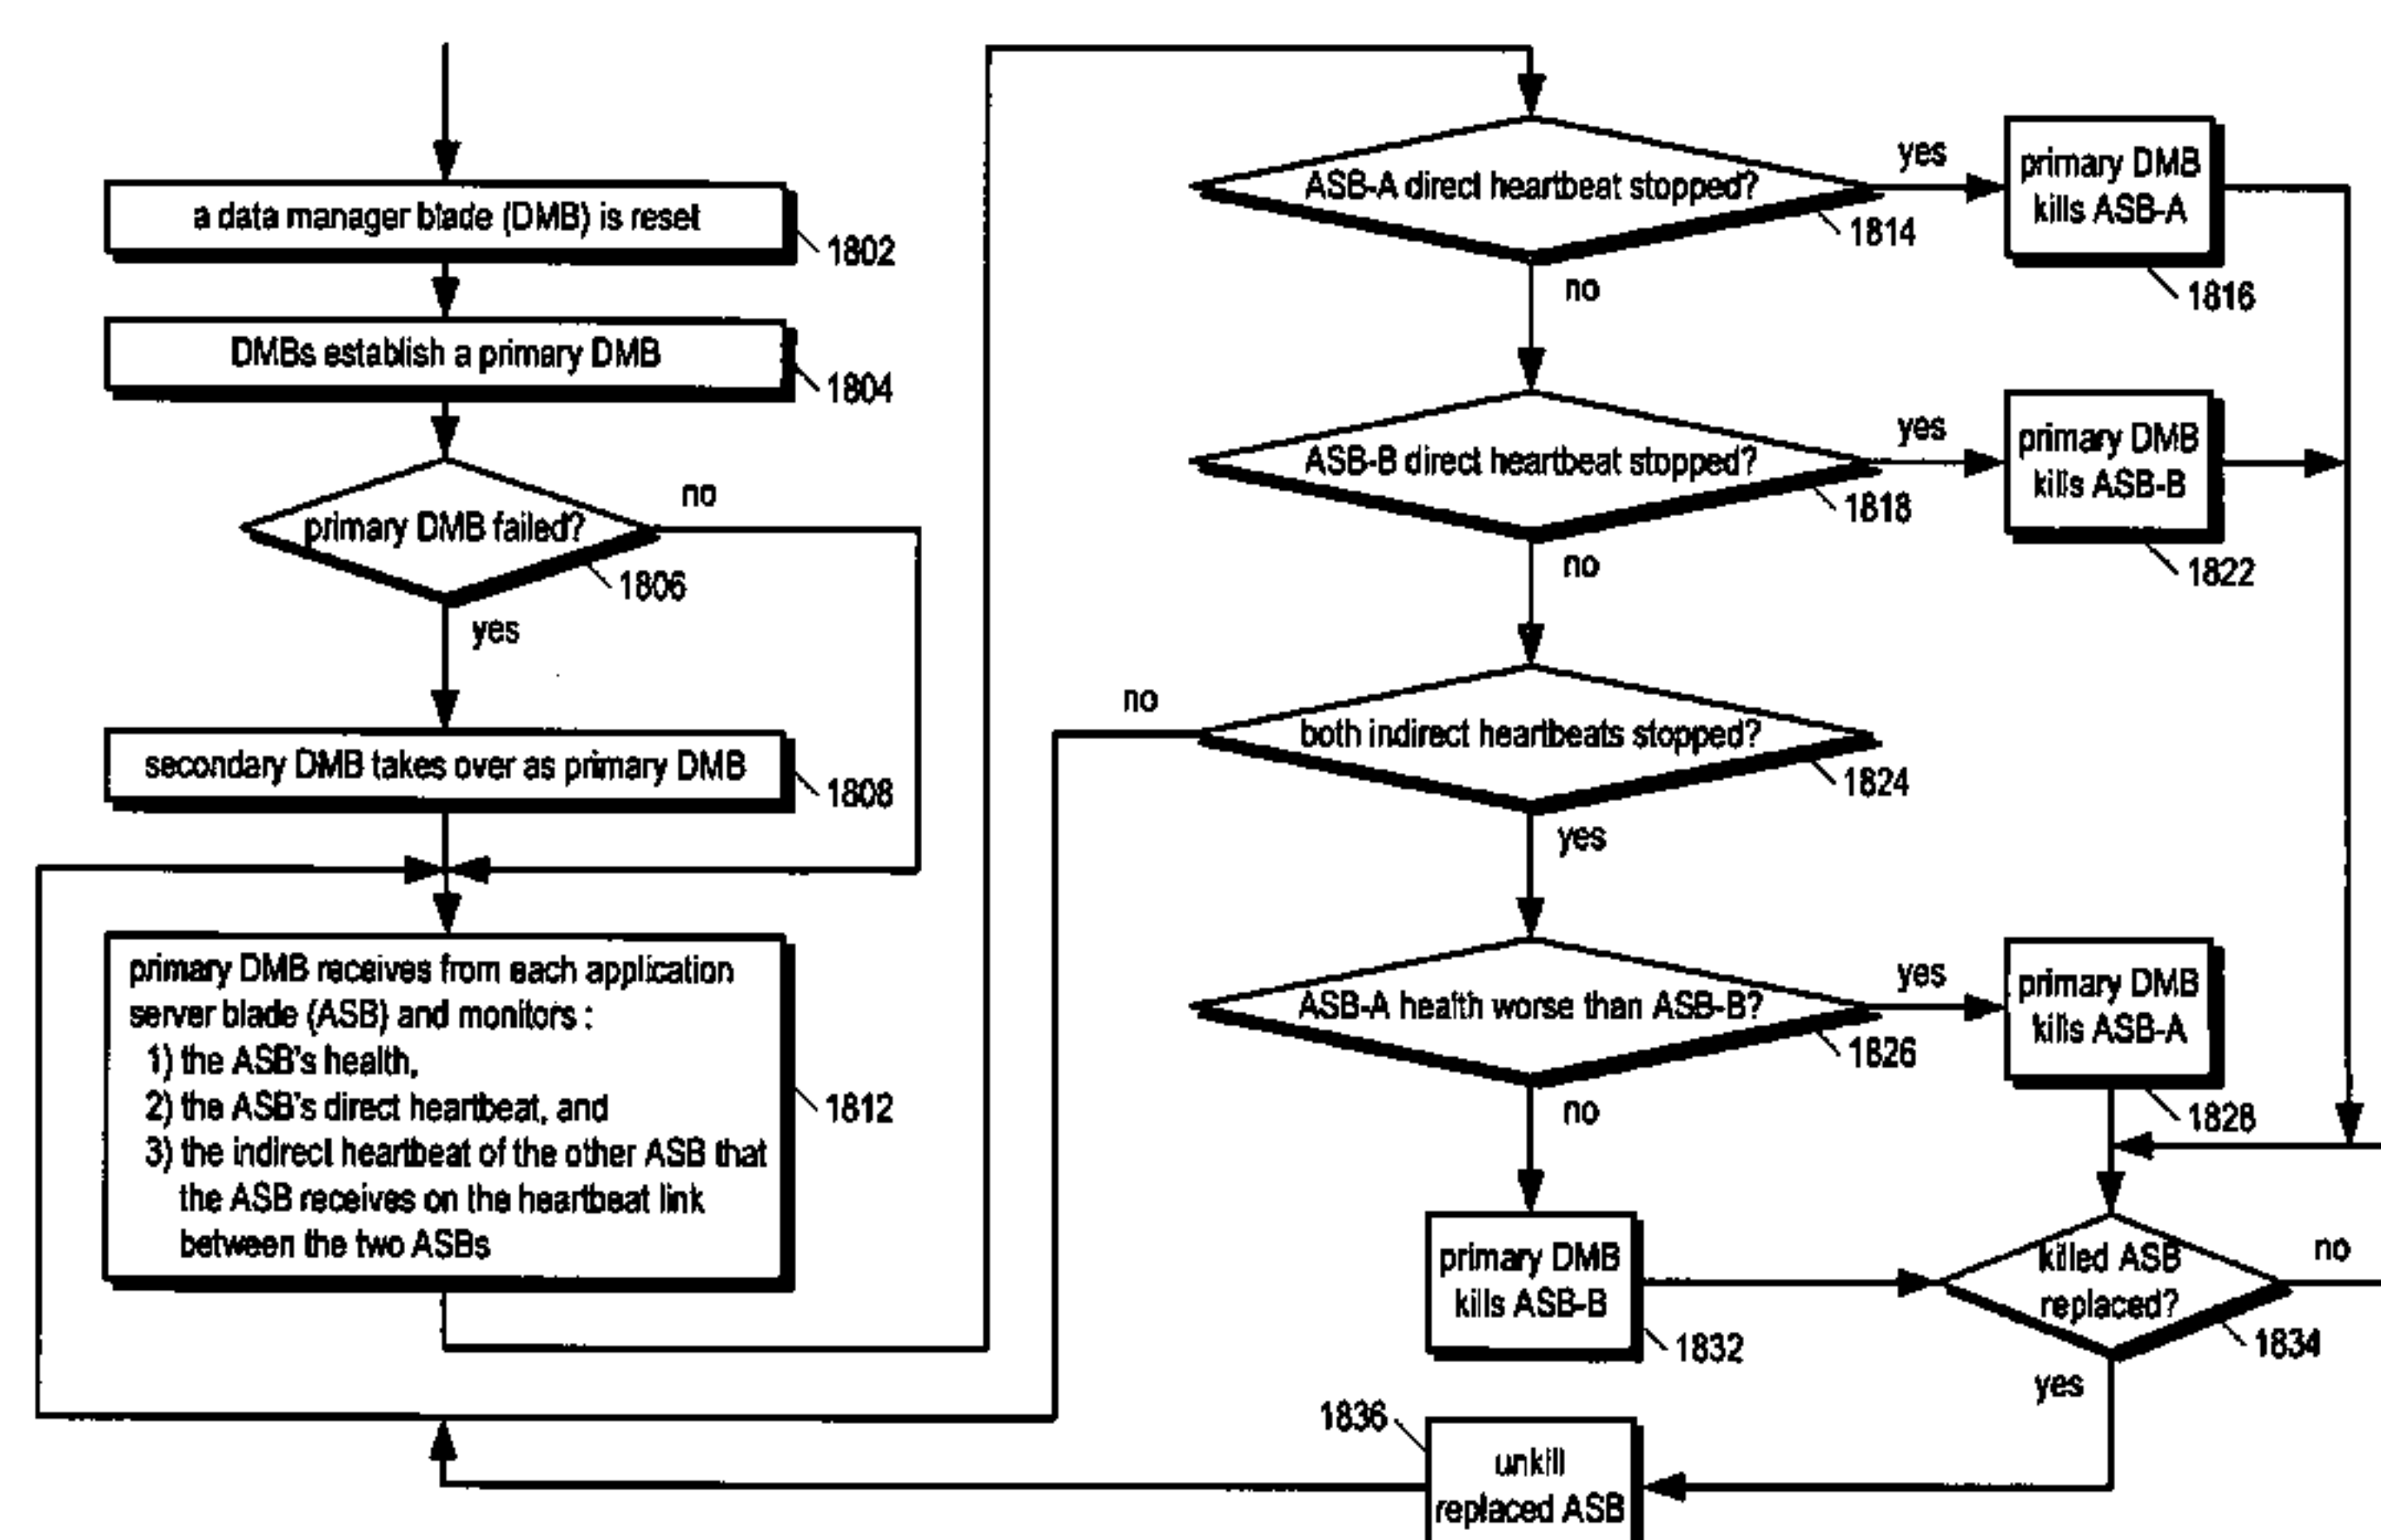 a data manager blade (DMB) is reset
1802
DMBs establish a primary DMB
1804
primary DMB failed?
no
1806
yes
secondary DMB takes over as primary DMB
1808
primary DMB receives from each application
server blade (ASB) and monitors :
1) the ASB's health,
2) the ASB's direct heartbeat, and
3) the indirect heartbeat of the other ASB that
the ASB receives on the heartbeat link
between the two ASBs
1812
ASB-A direct heartbeat stopped?
yes
1814
no
primary DMB
kills ASB-A
1816
ASB-B direct heartbeat stopped?
yes
1818
no
primary DMB
kills ASB-B
1822
both indirect heartbeats stopped?
no
1824
yes
ASB-A health worse than ASB-B?
yes
1826
no
primary DMB
kills ASB-A
1828
primary DMB
kills ASB-B
1832
killed ASB
replaced?
no
1834
yes
1836
unkill
replaced ASB